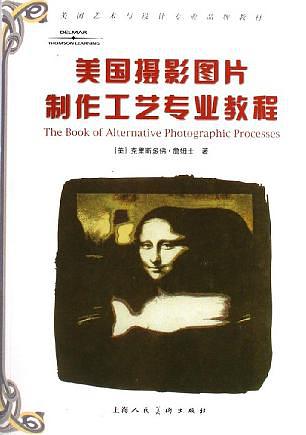 美国艺术与设计专业品牌教材
DELMAR
THOMSON LEARNING
美国摄影图片
制作工艺专业教程
The Book of Alternative Photographic Processes
[英] 克里斯多佛·詹姆士 著
上海人民美术出版社